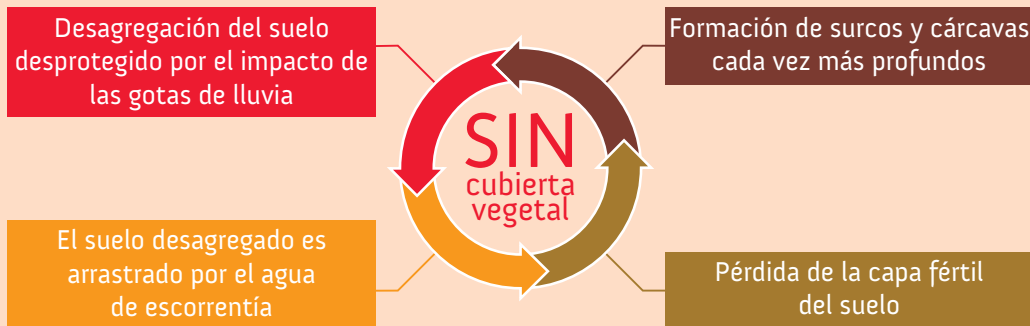 Desagregación del suelo
desprotegido por el impacto de
las gotas de lluvia
Formación de surcos y cárcavas
cada vez más profundos
SIN
cubierta
vegetal
El suelo desagregado es
arrastrado por el agua
de escorrentía
Pérdida de la capa fértil
del suelo